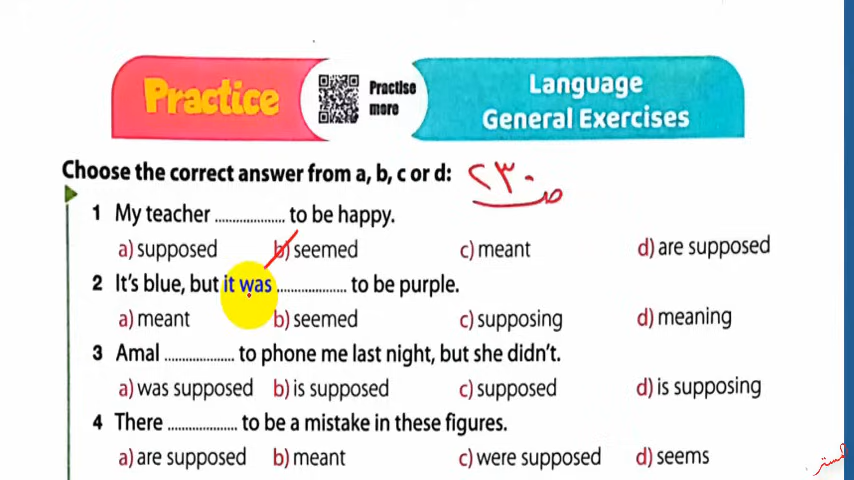 Practice
Practise
more
Language
General Exercises
Choose the correct answer from a, b, c or d: ص ٢٣٠
1 My teacher .................... to be happy.
a) supposed b) seemed c) meant d) are supposed
2 It's blue, but it was .................... to be purple.
a) meant b) seemed c) supposing d) meaning
3 Amal .................... to phone me last night, but she didn't.
a) was supposed b) is supposed c) supposed d) is supposing
4 There .................... to be a mistake in these figures.
a) are supposed b) meant c) were supposed d) seems